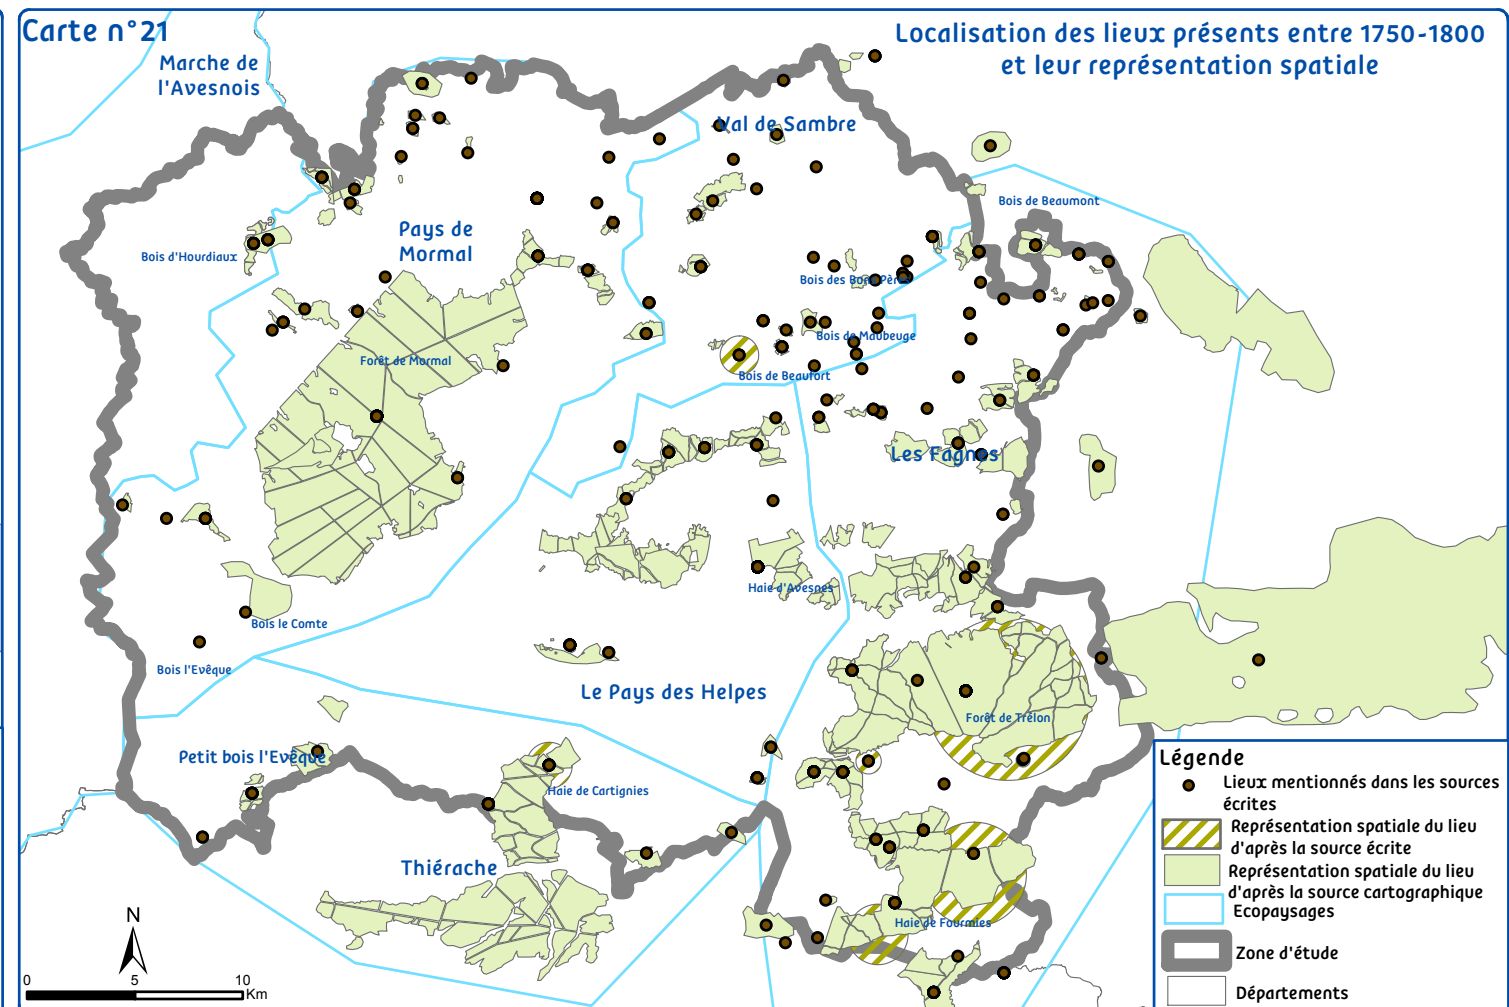 Carte n°21
Localisation des lieux présents entre 1750-1800
et leur représentation spatiale
Marche de
l'Avesnois
Val de Sambre
Bois de Beaumont
Pays de
Mormal
Bois d'Hourdiaux
Bois des Bons Pères
Bois de Maubeuge
Forêt de Mormal
Bois de Beaufort
Les Fagnes
Haie d'Avesnes
Bois le Comte
Bois l'Evêque
Le Pays des Helpes
Forêt de Trélon
Petit bois l'Evêque
Haie de Cartignies
Thiérache
Haie de Fourmies
N
0 5 10
Km
Légende
Lieux mentionnés dans les sources
écrites
Représentation spatiale du lieu
d'après la source écrite
Représentation spatiale du lieu
d'après la source cartographique
Ecopaysages
Zone d'étude
Départements